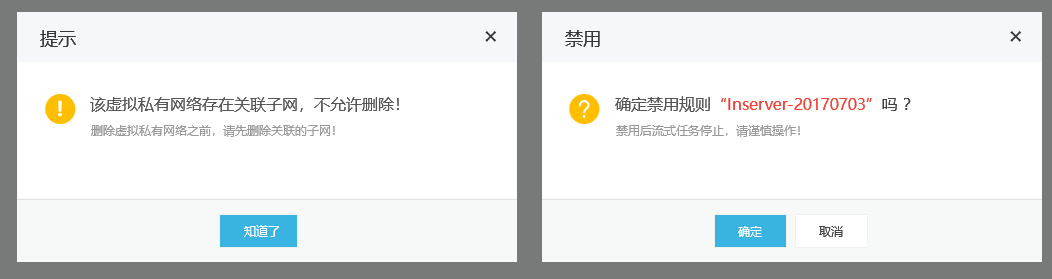 提示
该虚拟私有网络存在关联子网，不允许删除！
删除虚拟私有网络之前，请先删除关联的子网！
知道了
禁用
确定禁用规则“Inserver-20170703”吗？
禁用后流式任务停止，请谨慎操作！
确定
取消